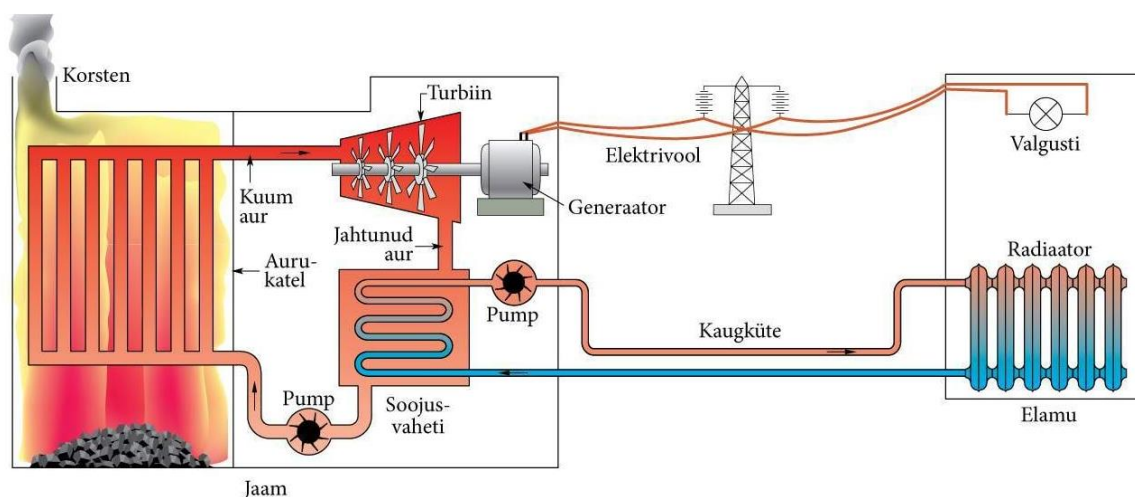 Korsten
Turbiin
Elektrivool
Valgusti
Kuum
aur
Generaator
Jahtunud
aur
Auru-
katel
Radiaator
Pump
Kaugküte
Pump
Soojus-
vaheti
Elamu
Jaam